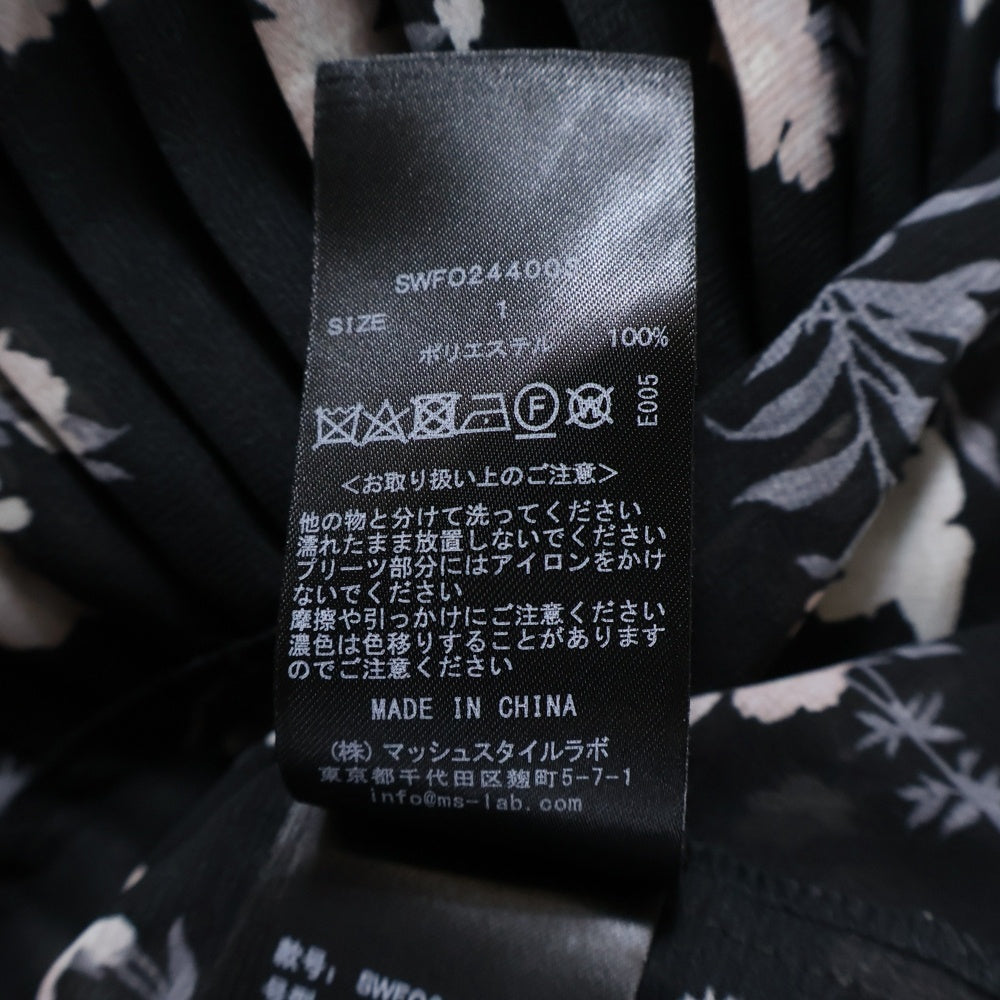 SWFO244005
SIZE 1
ポリエステル 100%
F W
E005
<お取り扱い上のご注意>
他の物と分けて洗ってください
濡れたまま放置しないでください
プリーツ部分にはアイロンをかけ
ないでください
摩擦や引っかけにご注意ください
濃色は色移りすることがあります
のでご注意ください
MADE IN CHINA
(株)マッシュスタイルラボ
東京都千代田区麹町5-7-1
info@ms-lab.com
款号: